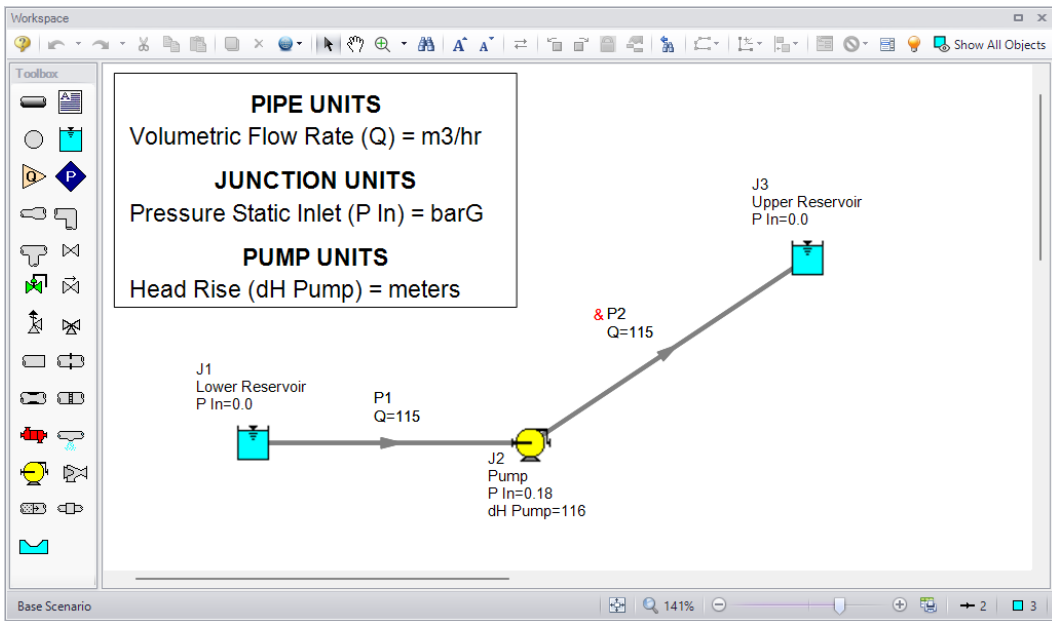 Workspace
Show All Objects
Toolbox
PIPE UNITS
Volumetric Flow Rate (Q) = m3/hr
JUNCTION UNITS
Pressure Static Inlet (P In) = barG
PUMP UNITS
Head Rise (dH Pump) = meters
J3
Upper Reservoir
P In=0.0
& P2
Q=115
J1
Lower Reservoir
P In=0.0
P1
Q=115
J2
Pump
P In=0.18
dH Pump=116
Base Scenario
141%
2
3